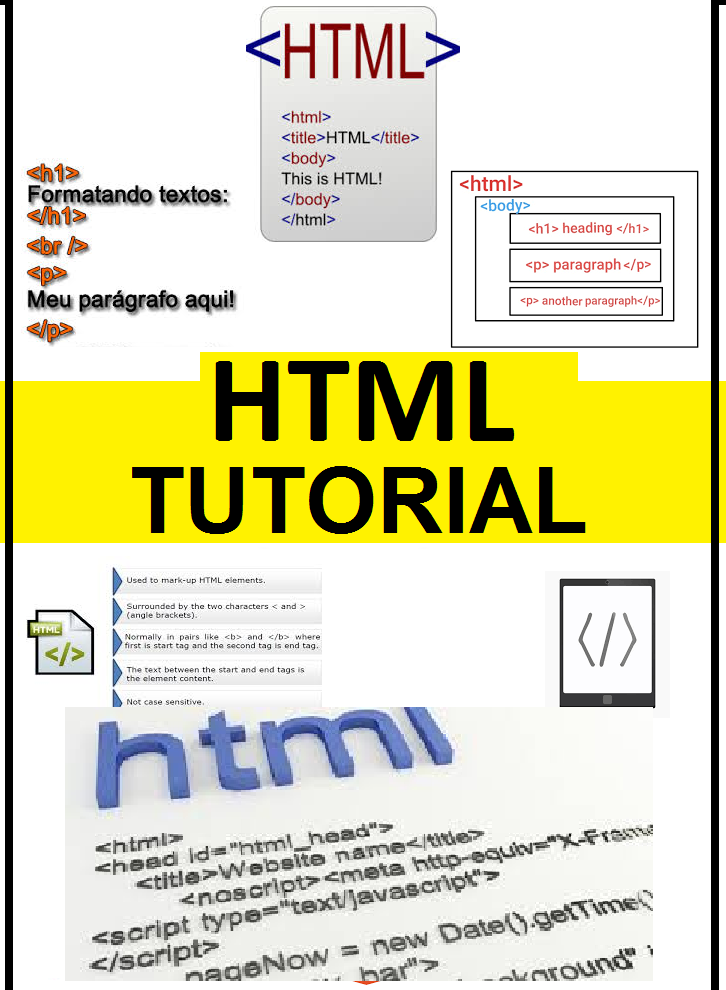 <HTML>
<html>
<title>HTML</title>
<body>
This is HTML!
</body>
</html>
<h1>
Formatando textos:
</h1>
<br />
<p>
Meu parágrafo aqui!
</p>
<html>
<body>
<h1> heading </h1>
<p> paragraph </p>
<p> another paragraph</p>
HTML
TUTORIAL
HTML
</>
Used to mark-up HTML elements.
Surrounded by the two characters < and >
(angle brackets).
Normally in pairs like <b> and </b> where
first is start tag and the second tag is end tag.
The text between the start and end tags is
the element content.
Not case sensitive.
</>
html
<html>
<head id="html_head">
<title>Website name</title>
<noscript><meta http-equiv="X-Frame
<script type="text/javascript">
</script>
pageNow = new Date().getTime()
bar">